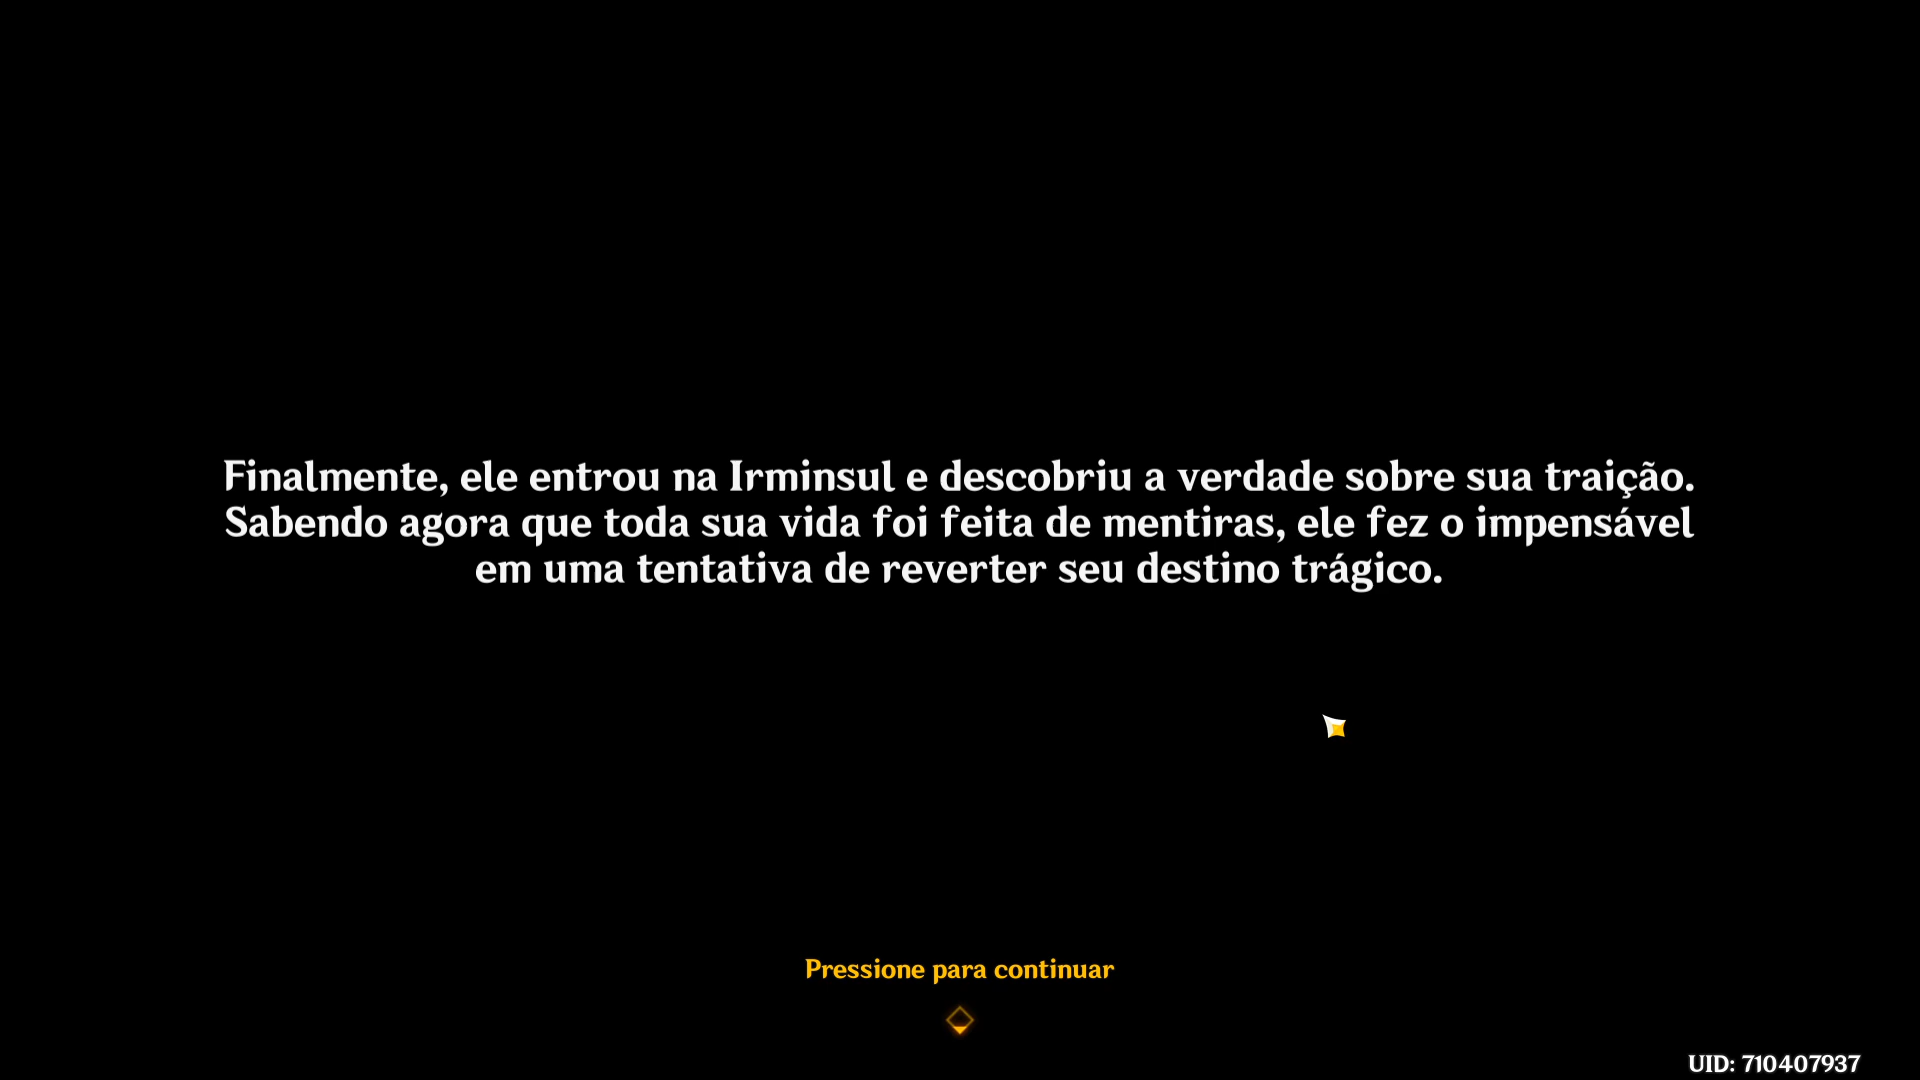 Finalmente, ele entrou na Irminsul e descobriu a verdade sobre sua traição.
Sabendo agora que toda sua vida foi feita de mentiras, ele fez o impensável
em uma tentativa de reverter seu destino trágico.
Pressione para continuar
UID: 710407937